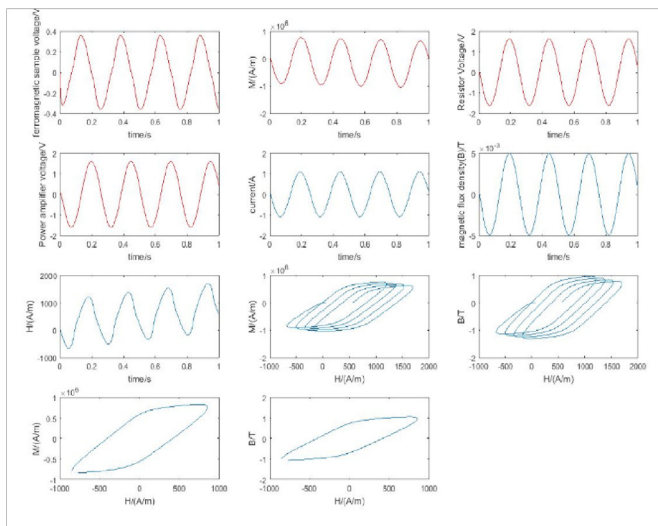 ferromagnetic sample voltage/V
0.4
0.2
0
-0.2
-0.4
0 0.2 0.4 0.6 0.8 1
time/s
M/(A/m)
× 10⁶
1
0
-1
-2
0 0.2 0.4 0.6 0.8 1
time/s
Resistor Voltage/V
2
0
-2
0 0.2 0.4 0.6 0.8 1
time/s
Power amplifier voltage/V
2
1
0
-1
-2
0 0.2 0.4 0.6 0.8 1
time/s
current/A
2
1
0
-1
-2
0 0.2 0.4 0.6 0.8 1
time/s
magnetic flux density(B)/T
5 × 10⁻³
0
-5
0 0.2 0.4 0.6 0.8 1
time/s
H/(A/m)
2000
1000
0
-1000
0 0.2 0.4 0.6 0.8 1
time/s
M/(A/m)
× 10⁶
1
0
-1
-2
-1000 -500 0 500 1000 1500 2000
H/(A/m)
B/T
1
0
-1
-2
-1000 -500 0 500 1000 1500 2000
H/(A/m)
M/(A/m)
× 10⁶
1
0.5
0
-0.5
-1
-1000 -500 0 500 1000
H/(A/m)
B/T
2
1
0
-1
-2
-1000 -500 0 500 1000
H/(A/m)